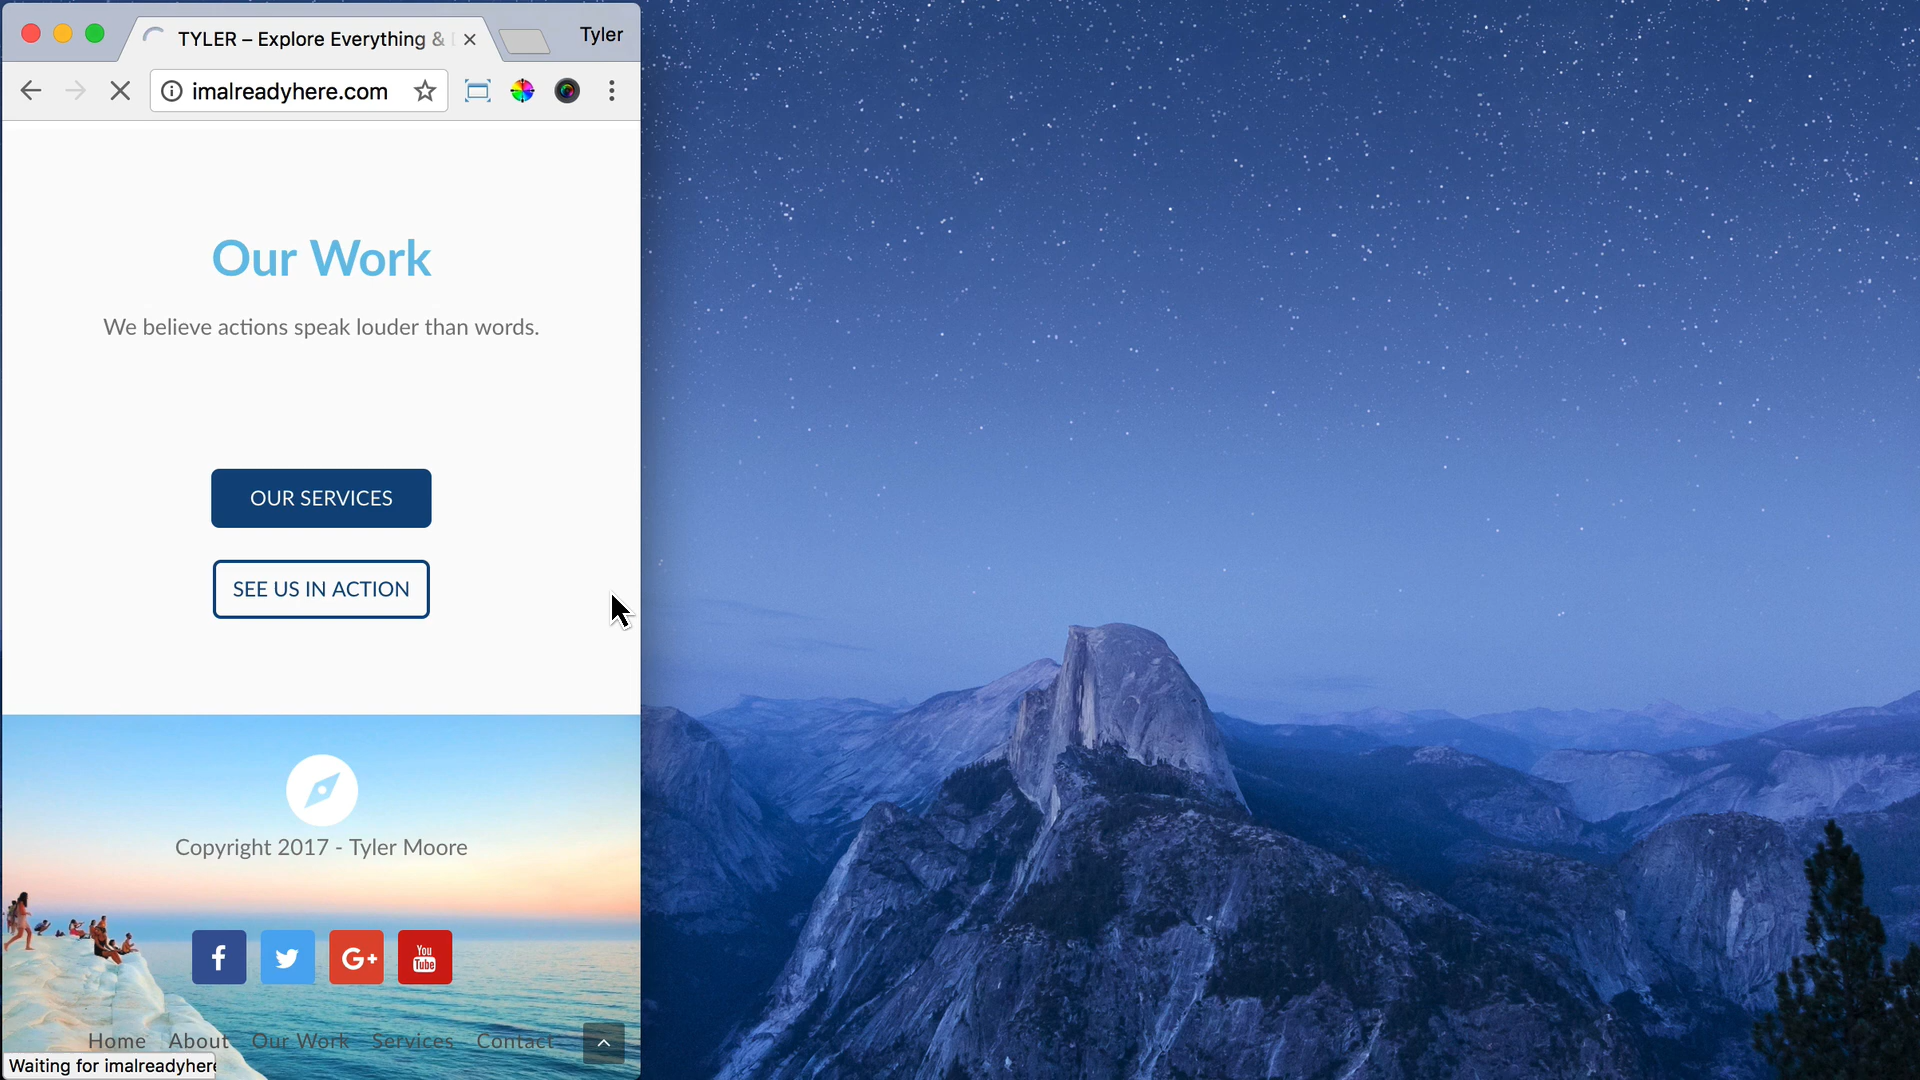 TYLER – Explore Everything &
Tyler
imalreadyhere.com
Our Work
We believe actions speak louder than words.
OUR SERVICES
SEE US IN ACTION
Copyright 2017 - Tyler Moore
f
G+
You
Tube
Home About Our Work Services Contact
Waiting for imalreadyhere